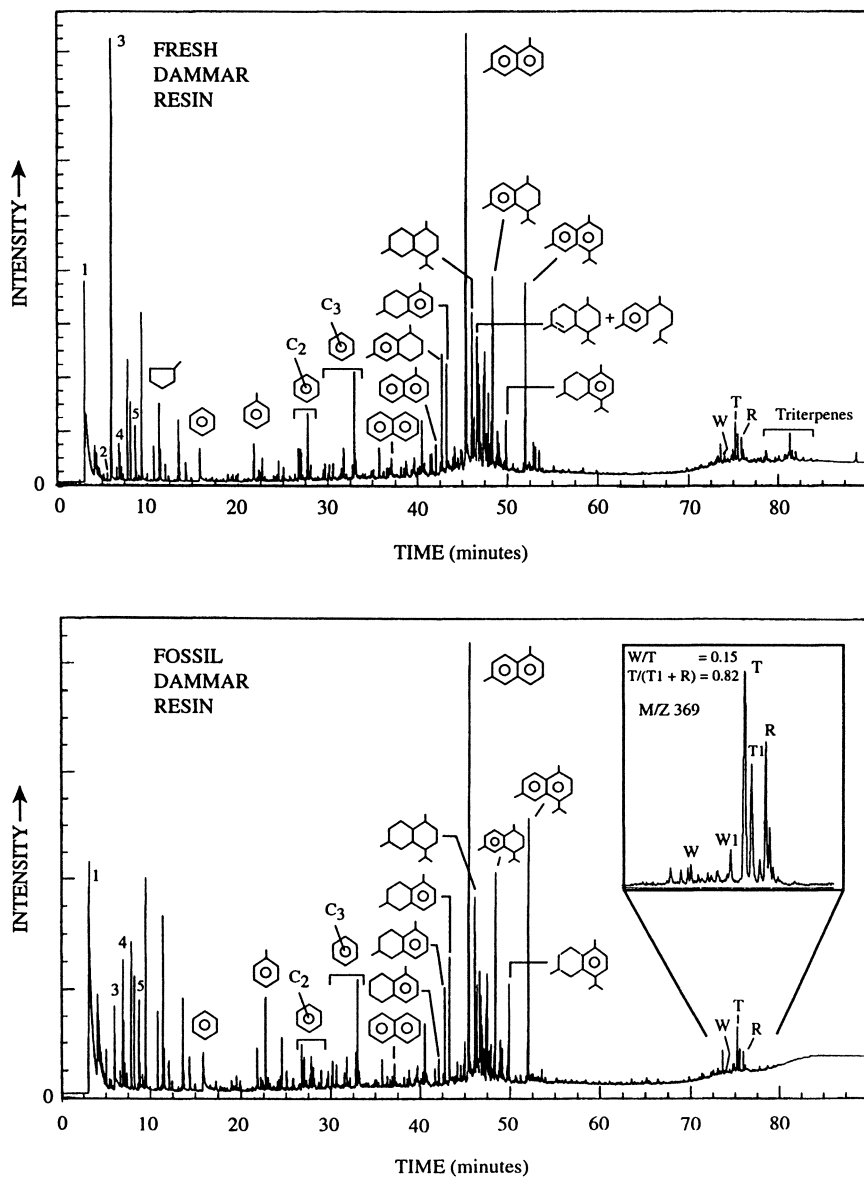 3
FRESH
DAMMAR
RESIN
1
C3
C2
+
2
4
5
W
T
R
Triterpenes
INTENSITY
0
0
10
20
30
40
50
60
70
80
TIME (minutes)
FOSSIL
DAMMAR
RESIN
W/T = 0.15
T/(T1 + R) = 0.82
M/Z 369
T
T1
R
W
W1
1
4
3
5
C3
C2
W
T
R
INTENSITY
0
0
10
20
30
40
50
60
70
80
TIME (minutes)